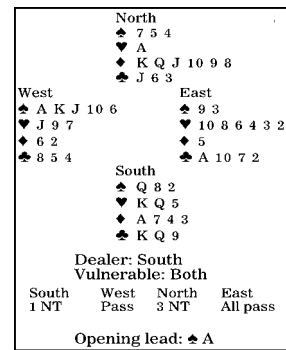 North
♠ 7 5 4
♥ A
♦ K Q J 10 9 8
♣ J 6 3
West East
♠ A K J 10 6 ♠ 9 3
♥ J 9 7 ♥ 10 8 6 4 3 2
♦ 6 2 ♦ 5
♣ 8 5 4 ♣ A 10 7 2
South
♠ Q 8 2
♥ K Q 5
♦ A 7 4 3
♣ K Q 9
Dealer: South
Vulnerable: Both
South West North East
1 NT Pass 3 NT All pass
Opening lead: ♠ A